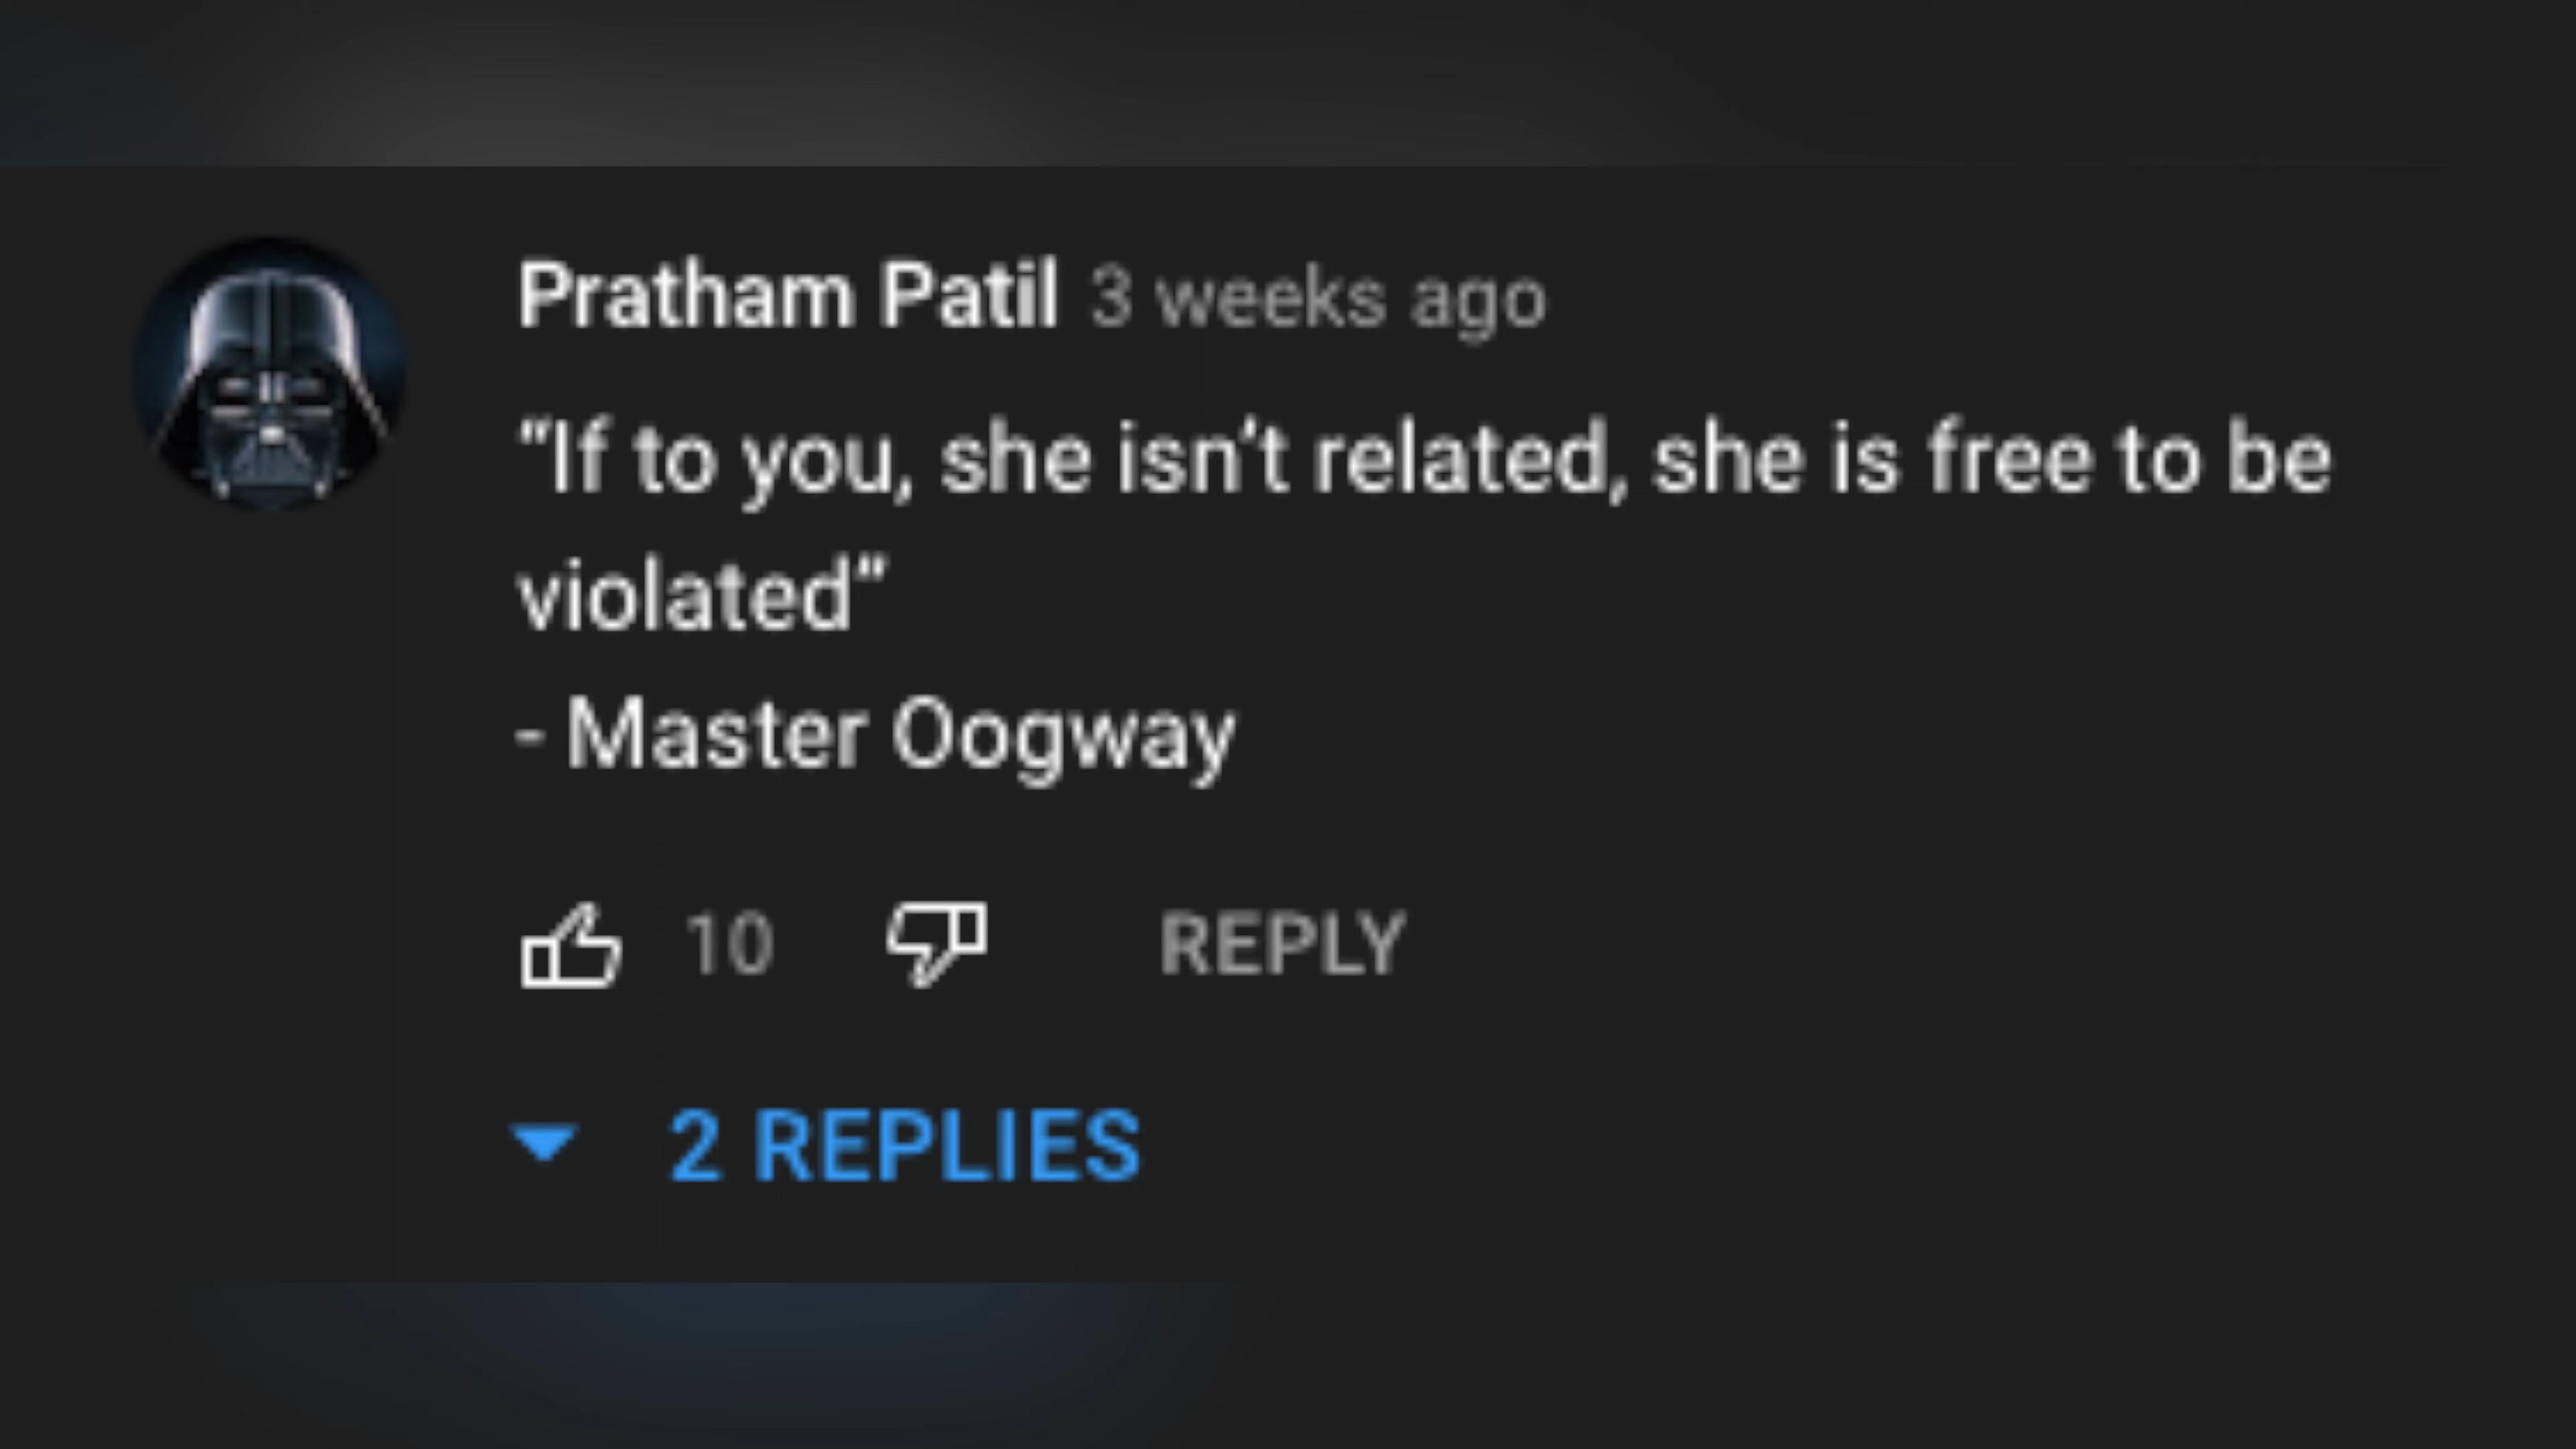 Pratham Patil 3 weeks ago
“If to you, she isn’t related, she is free to be
violated”
- Master Oogway
10 REPLY
2 REPLIES